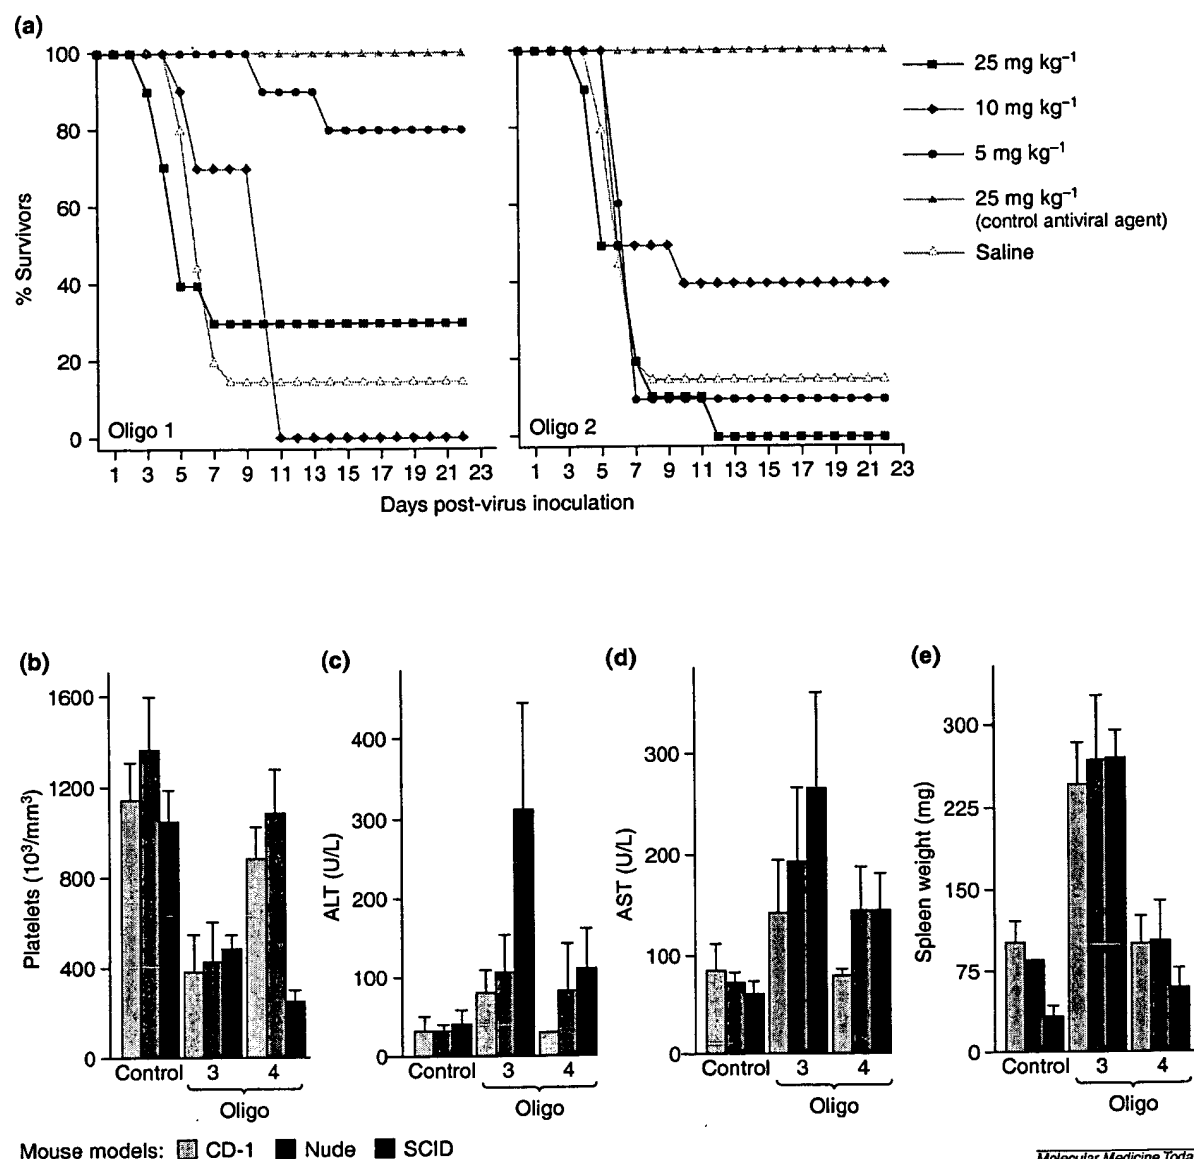 (a)
100
80
60
40
20
0
% Survivors
Oligo 1
1 3 5 7 9 11 13 15 17 19 21 23
Oligo 2
1 3 5 7 9 11 13 15 17 19 21 23
Days post-virus inoculation
25 mg kg⁻¹
10 mg kg⁻¹
5 mg kg⁻¹
25 mg kg⁻¹
(control antiviral agent)
Saline
(b)
1600
1200
800
400
0
Platelets (10³/mm³)
Control 3 4
Oligo
(c)
400
300
200
100
0
ALT (U/L)
Control 3 4
Oligo
(d)
300
200
100
0
AST (U/L)
Control 3 4
Oligo
(e)
300
225
150
75
0
Spleen weight (mg)
Control 3 4
Oligo
Mouse models: CD-1 Nude SCID
Molecular Medicine Toda